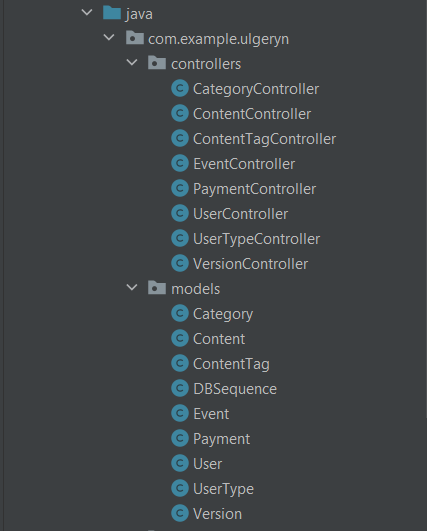 java
com.example.ulgeryn
controllers
CategoryController
ContentController
ContentTagController
EventController
PaymentController
UserController
UserTypeController
VersionController
models
Category
Content
ContentTag
DBSequence
Event
Payment
User
UserType
Version